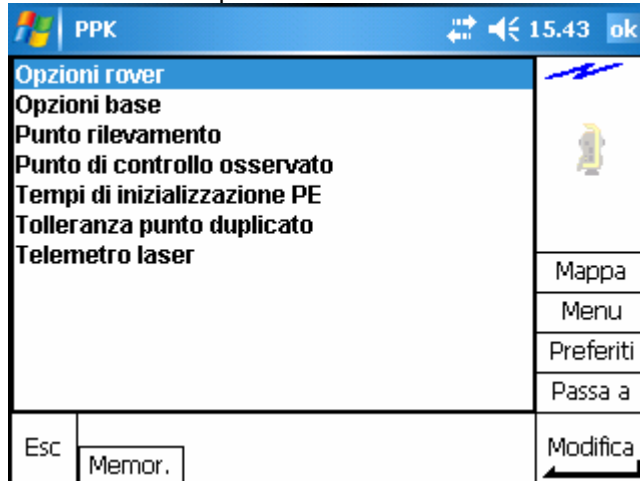 PPK 15.43 ok
Opzioni rover
Opzioni base
Punto rilevamento
Punto di controllo osservato
Tempi di inizializzazione PE
Tolleranza punto duplicato
Telemetro laser
Mappa
Menu
Preferiti
Passa a
Esc
Memor.
Modifica